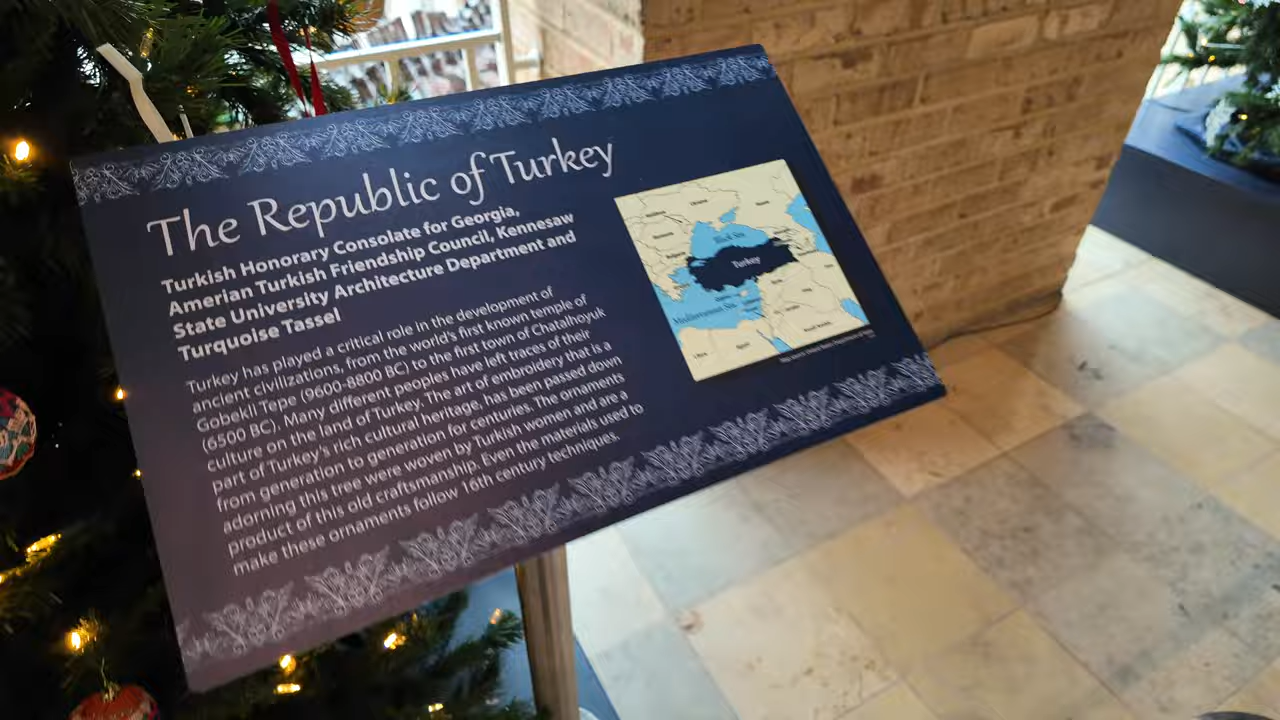 The Republic of Turkey
Turkish Honorary Consolate for Georgia,
Amerian Turkish Friendship Council, Kennesaw
State University Architecture Department and
Turquoise Tassel
Turkey has played a critical role in the development of
ancient civilizations, from the world's first known temple of
Gobekli Tepe (9600-8800 BC) to the first town of Chatalhoyuk
(6500 BC). Many different peoples have left traces of their
culture on the land of Turkey. The art of embroidery that is a
part of Turkey's rich cultural heritage, has been passed down
from generation to generation for centuries. The ornaments
adorning this tree were woven by Turkish women and are a
product of this old craftsmanship. Even the materials used to
make these ornaments follow 16th century techniques.
Black Sea
Turkey
Mediterranean Sea